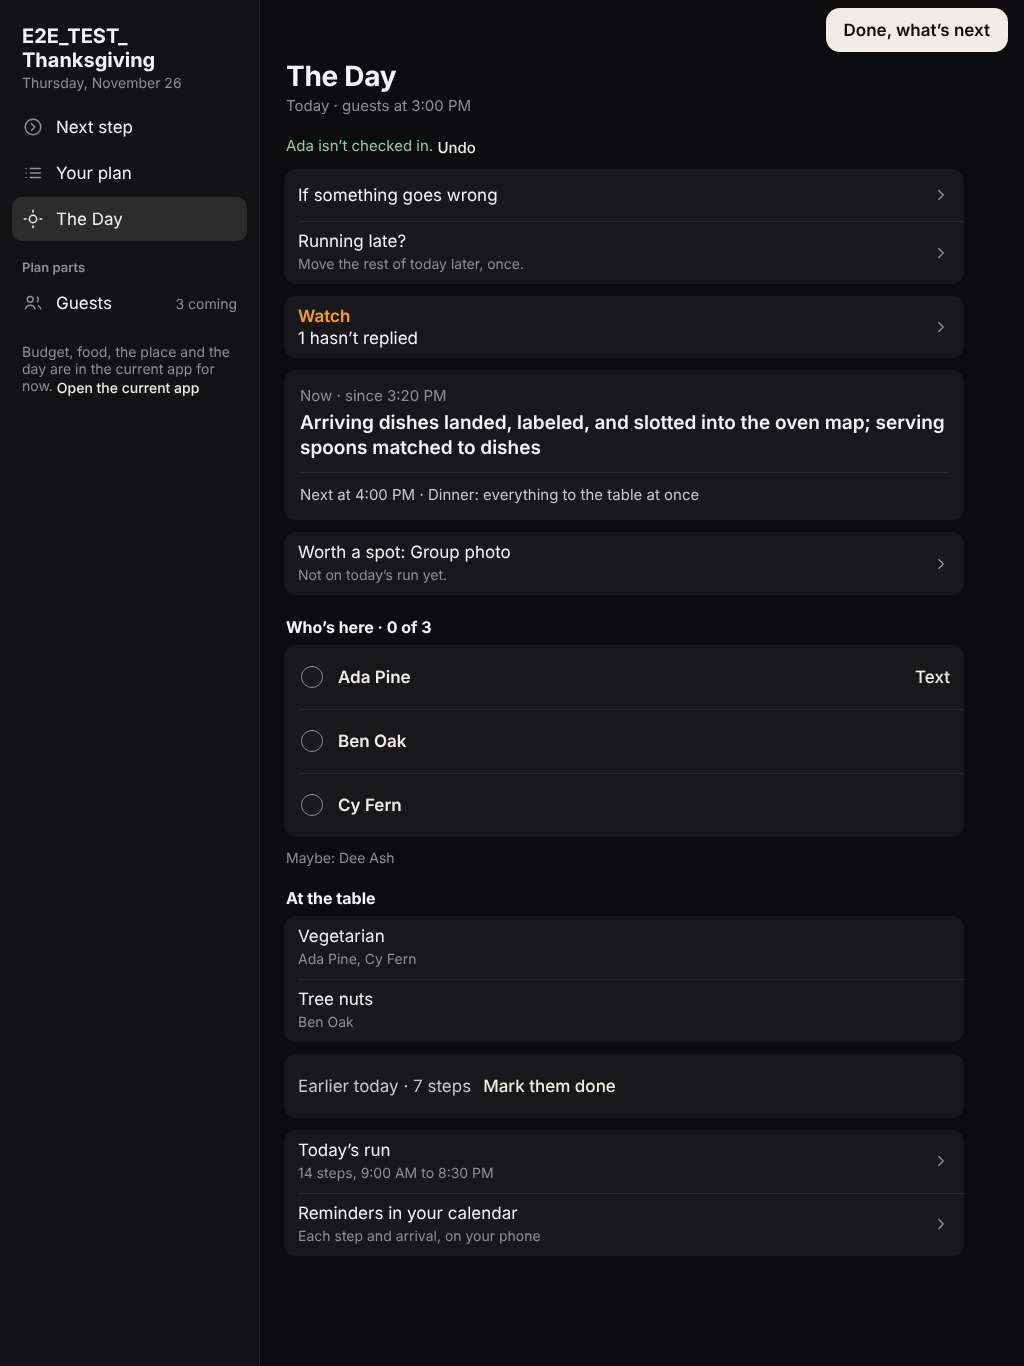 E2E_TEST_
Thanksgiving
Thursday, November 26
Next step
Your plan
The Day
Plan parts
Guests 3 coming
Budget, food, the place and the
day are in the current app for
now. Open the current app
Done, what’s next
The Day
Today · guests at 3:00 PM
Ada isn’t checked in. Undo
If something goes wrong
Running late?
Move the rest of today later, once.
Watch
1 hasn’t replied
Now · since 3:20 PM
Arriving dishes landed, labeled, and slotted into the oven map; serving
spoons matched to dishes
Next at 4:00 PM · Dinner: everything to the table at once
Worth a spot: Group photo
Not on today’s run yet.
Who’s here · 0 of 3
Ada Pine Text
Ben Oak
Cy Fern
Maybe: Dee Ash
At the table
Vegetarian
Ada Pine, Cy Fern
Tree nuts
Ben Oak
Earlier today · 7 steps Mark them done
Today’s run
14 steps, 9:00 AM to 8:30 PM
Reminders in your calendar
Each step and arrival, on your phone